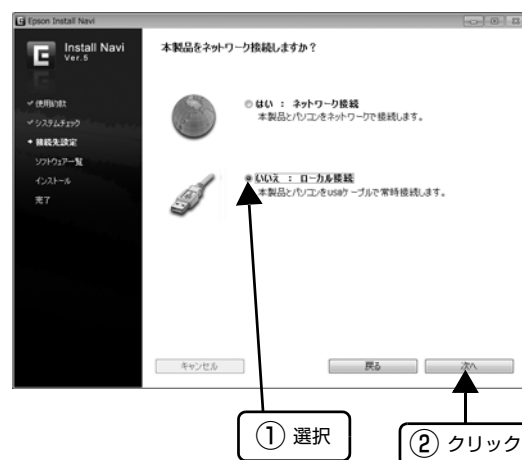 Epson Install Navi
Install Navi
Ver.5
本製品をネットワーク接続しますか？
使用許諾
システムチェック
接続先設定
ソフトウェア一覧
インストール
完了
はい ： ネットワーク接続
本製品とパソコンをネットワークで接続します。
いいえ ： ローカル接続
本製品とパソコンをUSBケーブルで常時接続します。
キャンセル
戻る
次へ
① 選択
② クリック